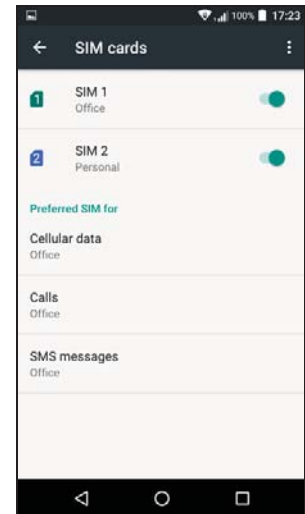 100% 17:23
SIM cards
1 SIM 1
Office
2 SIM 2
Personal
Preferred SIM for
Cellular data
Office
Calls
Office
SMS messages
Office